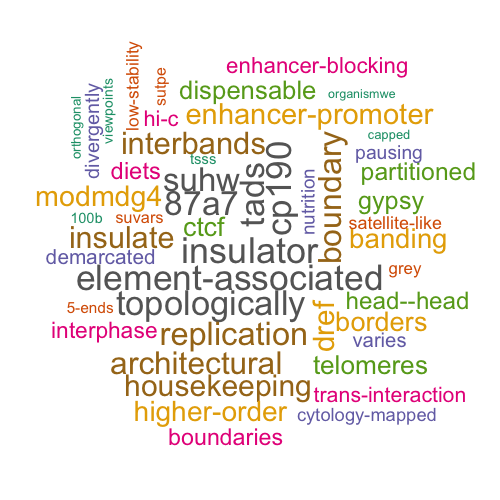 low-stability
sutpe
orthogonal
viewpoints
divergently
enhancer-blocking
dispensable
organismwe
hi-c
enhancer-promoter
interbands
capped
tsss
pausing
diets
suhw
tads
cp190
boundary
partitioned
modmdg4
87a7
nutrition
gypsy
100b
suvars
ctcf
satellite-like
insulate
insulator
banding
demarcated
grey
element-associated
5-ends
topologically
dref
head--head
borders
interphase
replication
varies
architectural
telomeres
housekeeping
trans-interaction
higher-order
cytology-mapped
boundaries